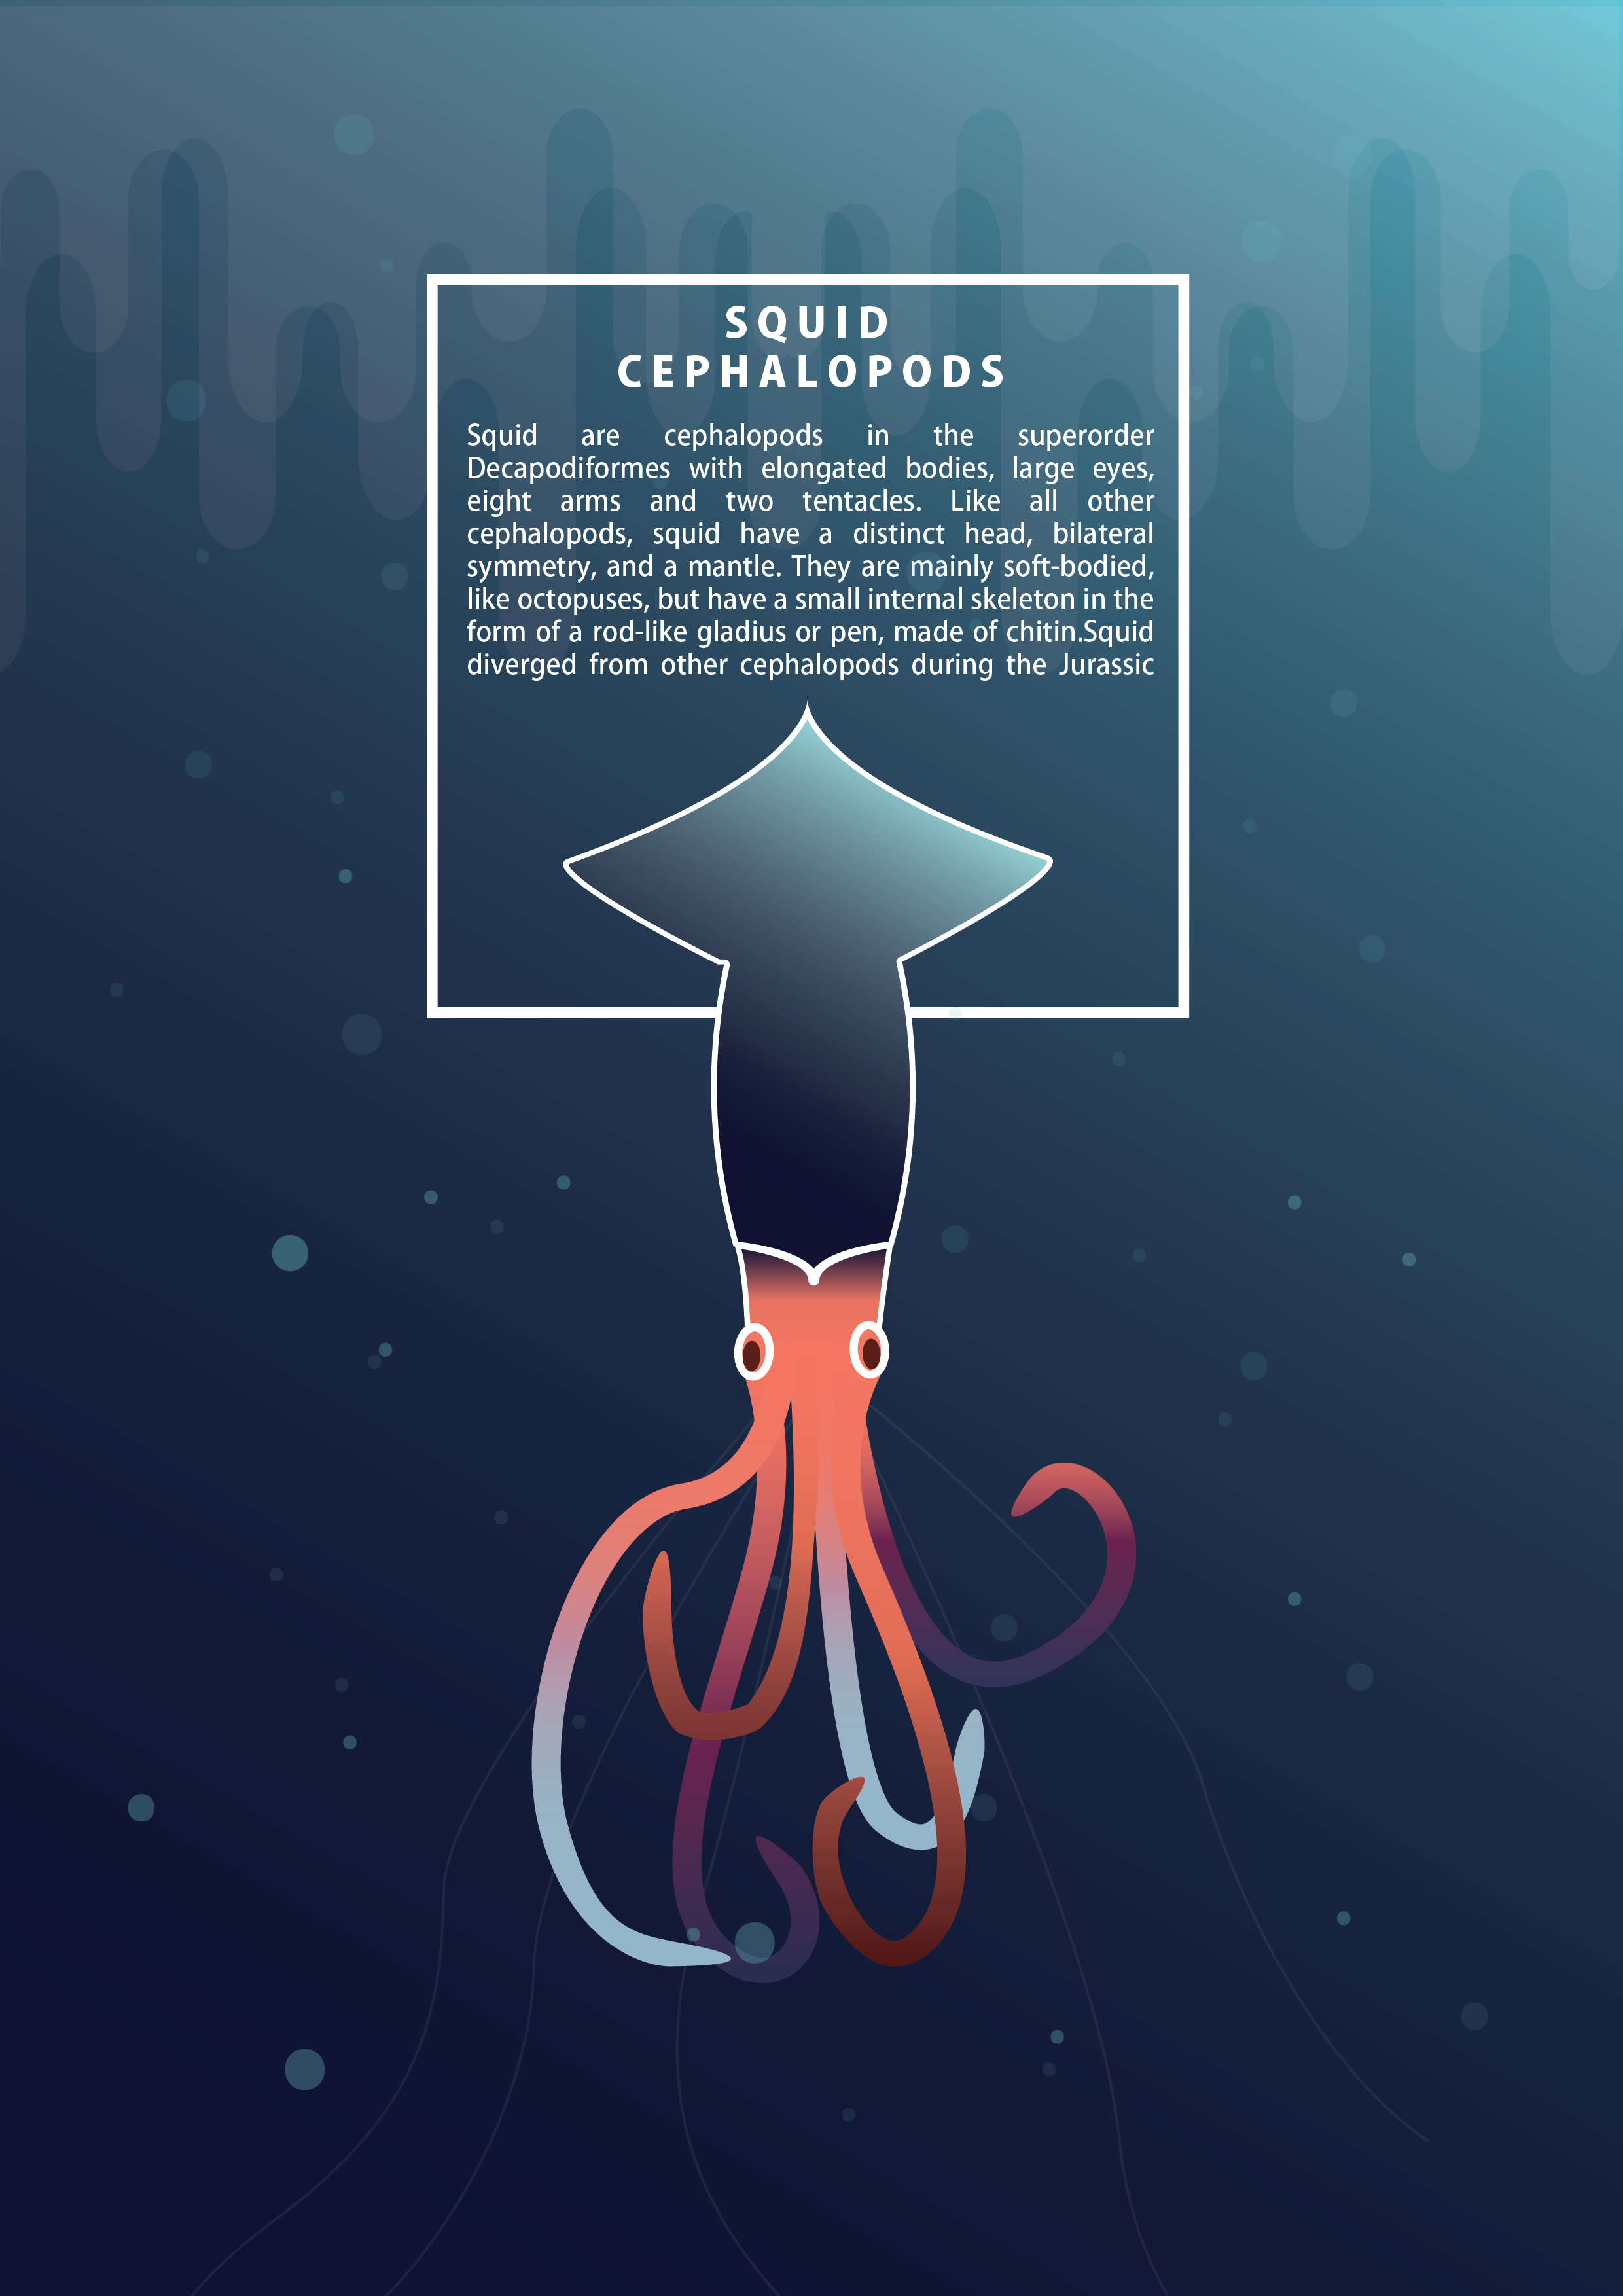 SQUID
CEPHALOPODS
Squid are cephalopods in the superorder
Decapodiformes with elongated bodies, large eyes,
eight arms and two tentacles. Like all other
cephalopods, squid have a distinct head, bilateral
symmetry, and a mantle. They are mainly soft-bodied,
like octopuses, but have a small internal skeleton in the
form of a rod-like gladius or pen, made of chitin.Squid
diverged from other cephalopods during the Jurassic